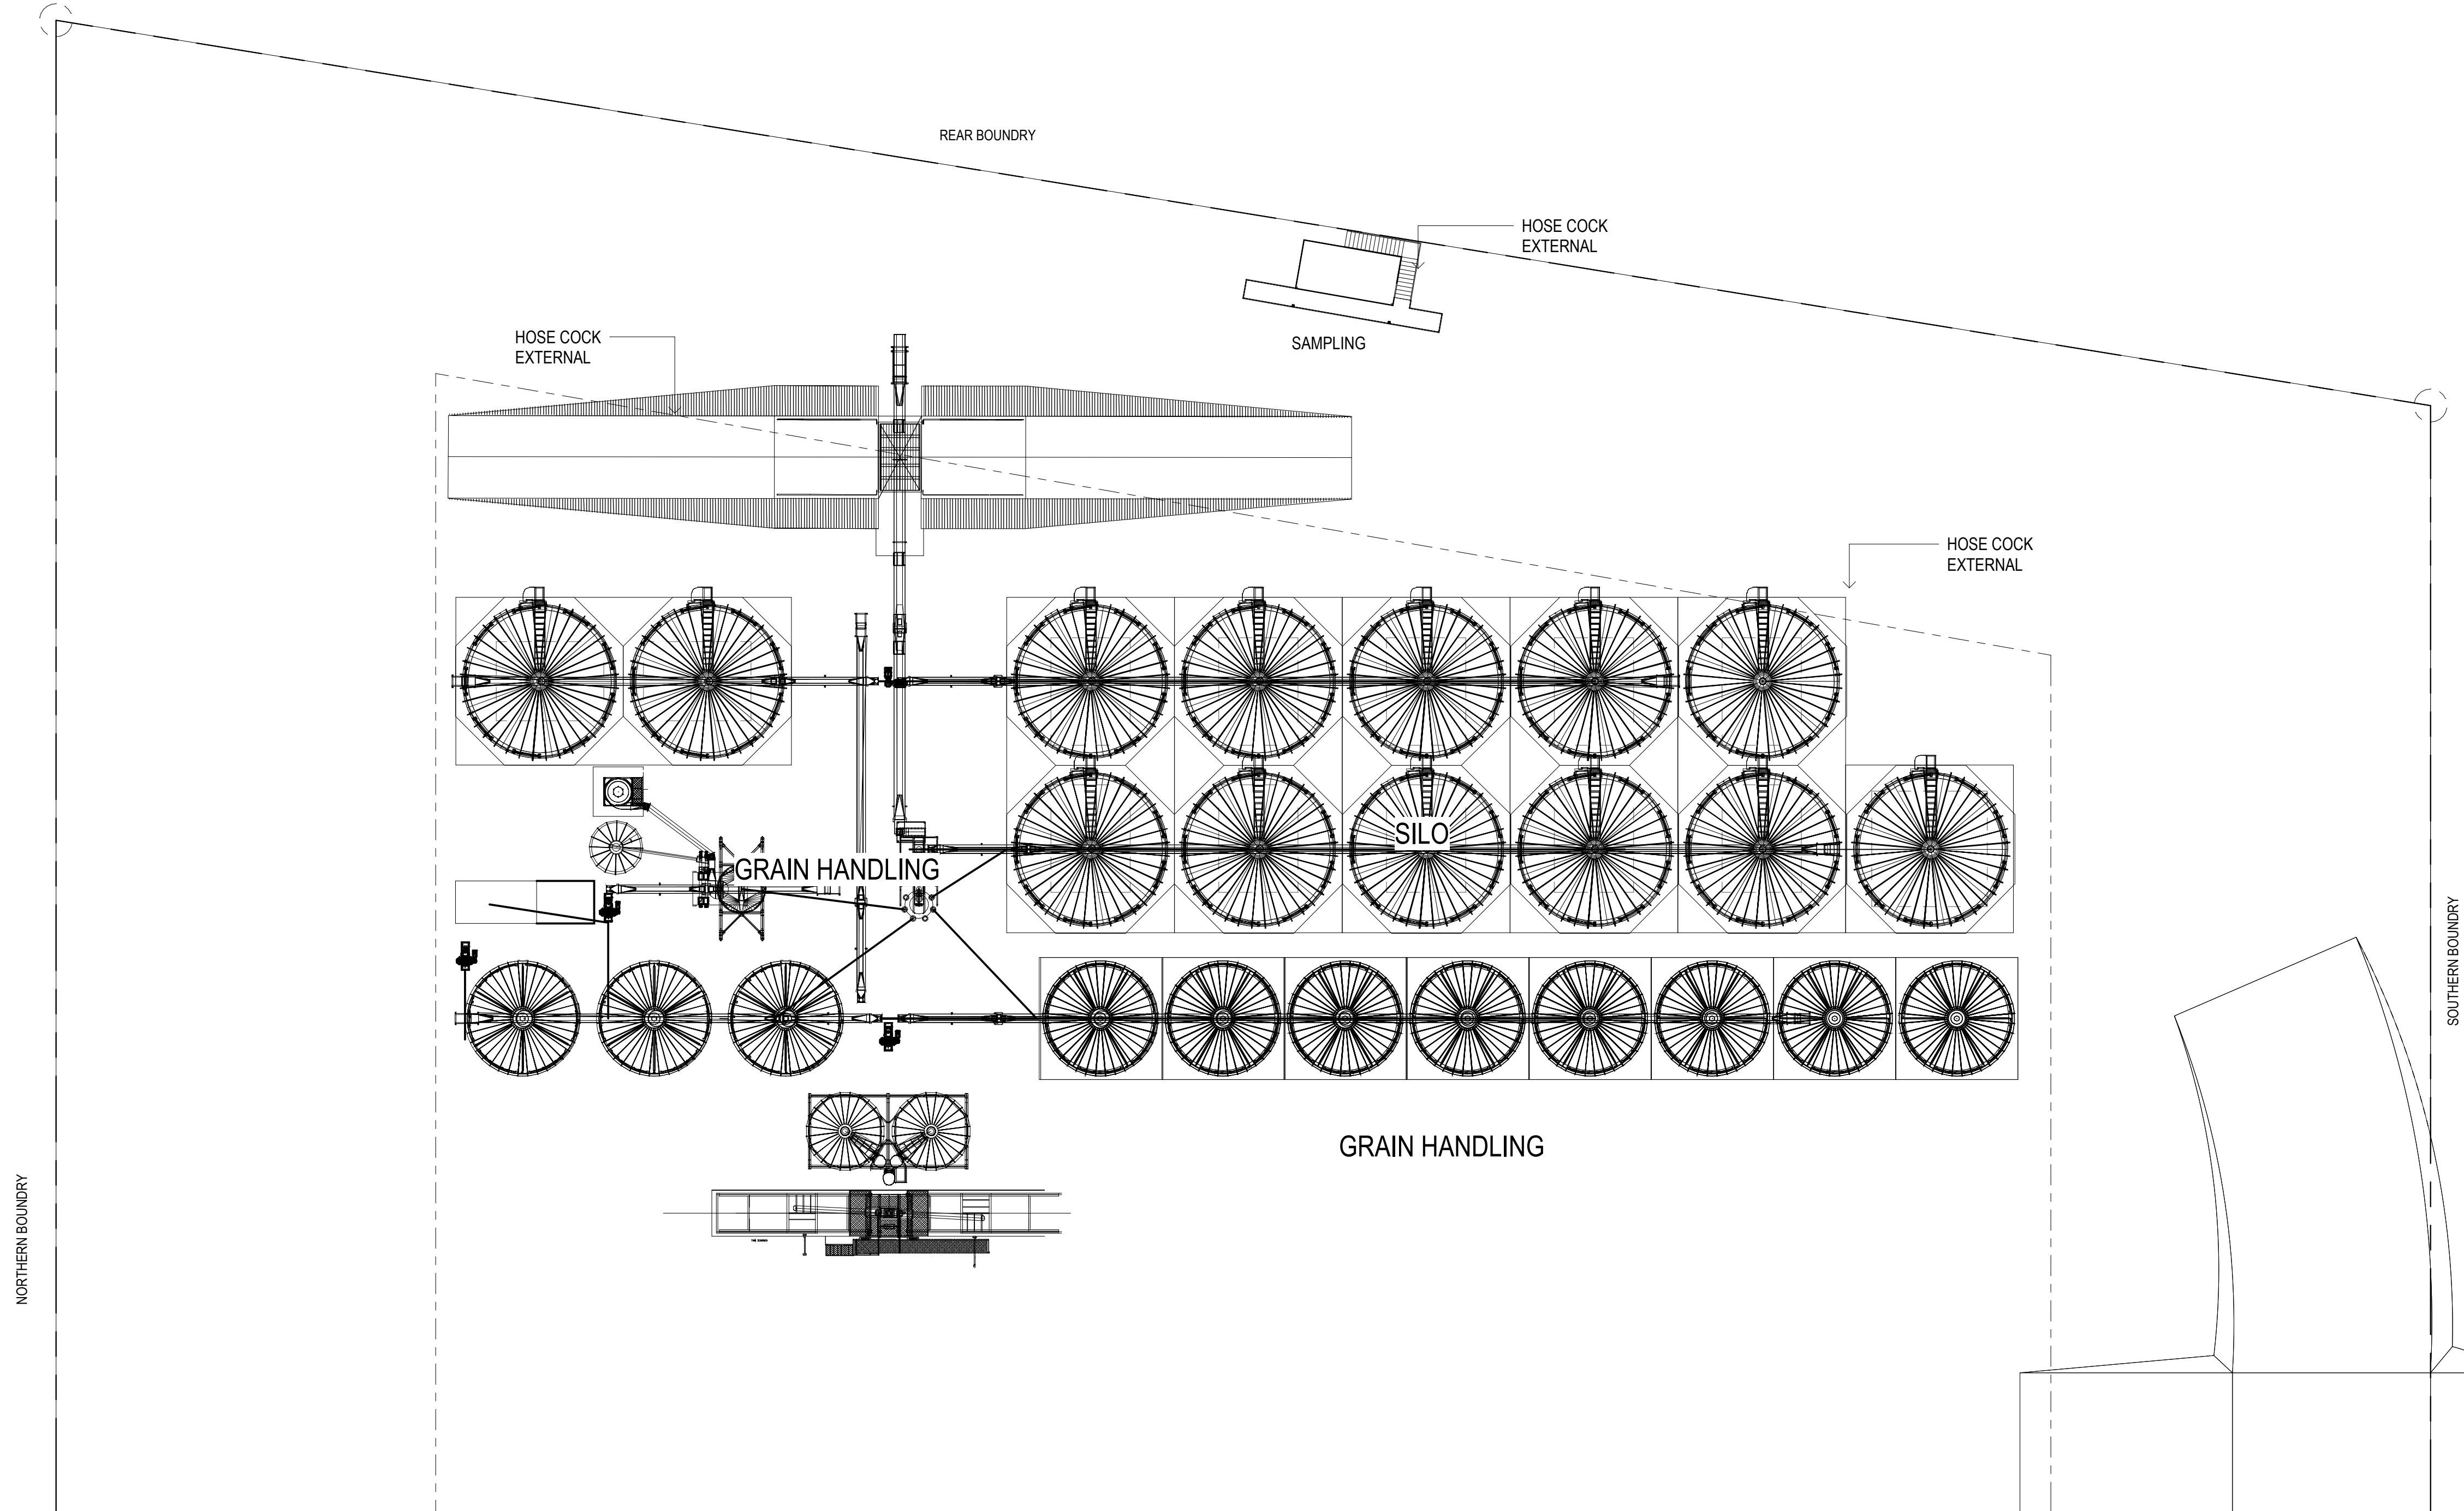 REAR BOUNDRY
HOSE COCK
EXTERNAL
SAMPLING
HOSE COCK
EXTERNAL
HOSE COCK
EXTERNAL
SILO
GRAIN HANDLING
SOUTHERN BOUNDRY
GRAIN HANDLING
NORTHERN BOUNDRY